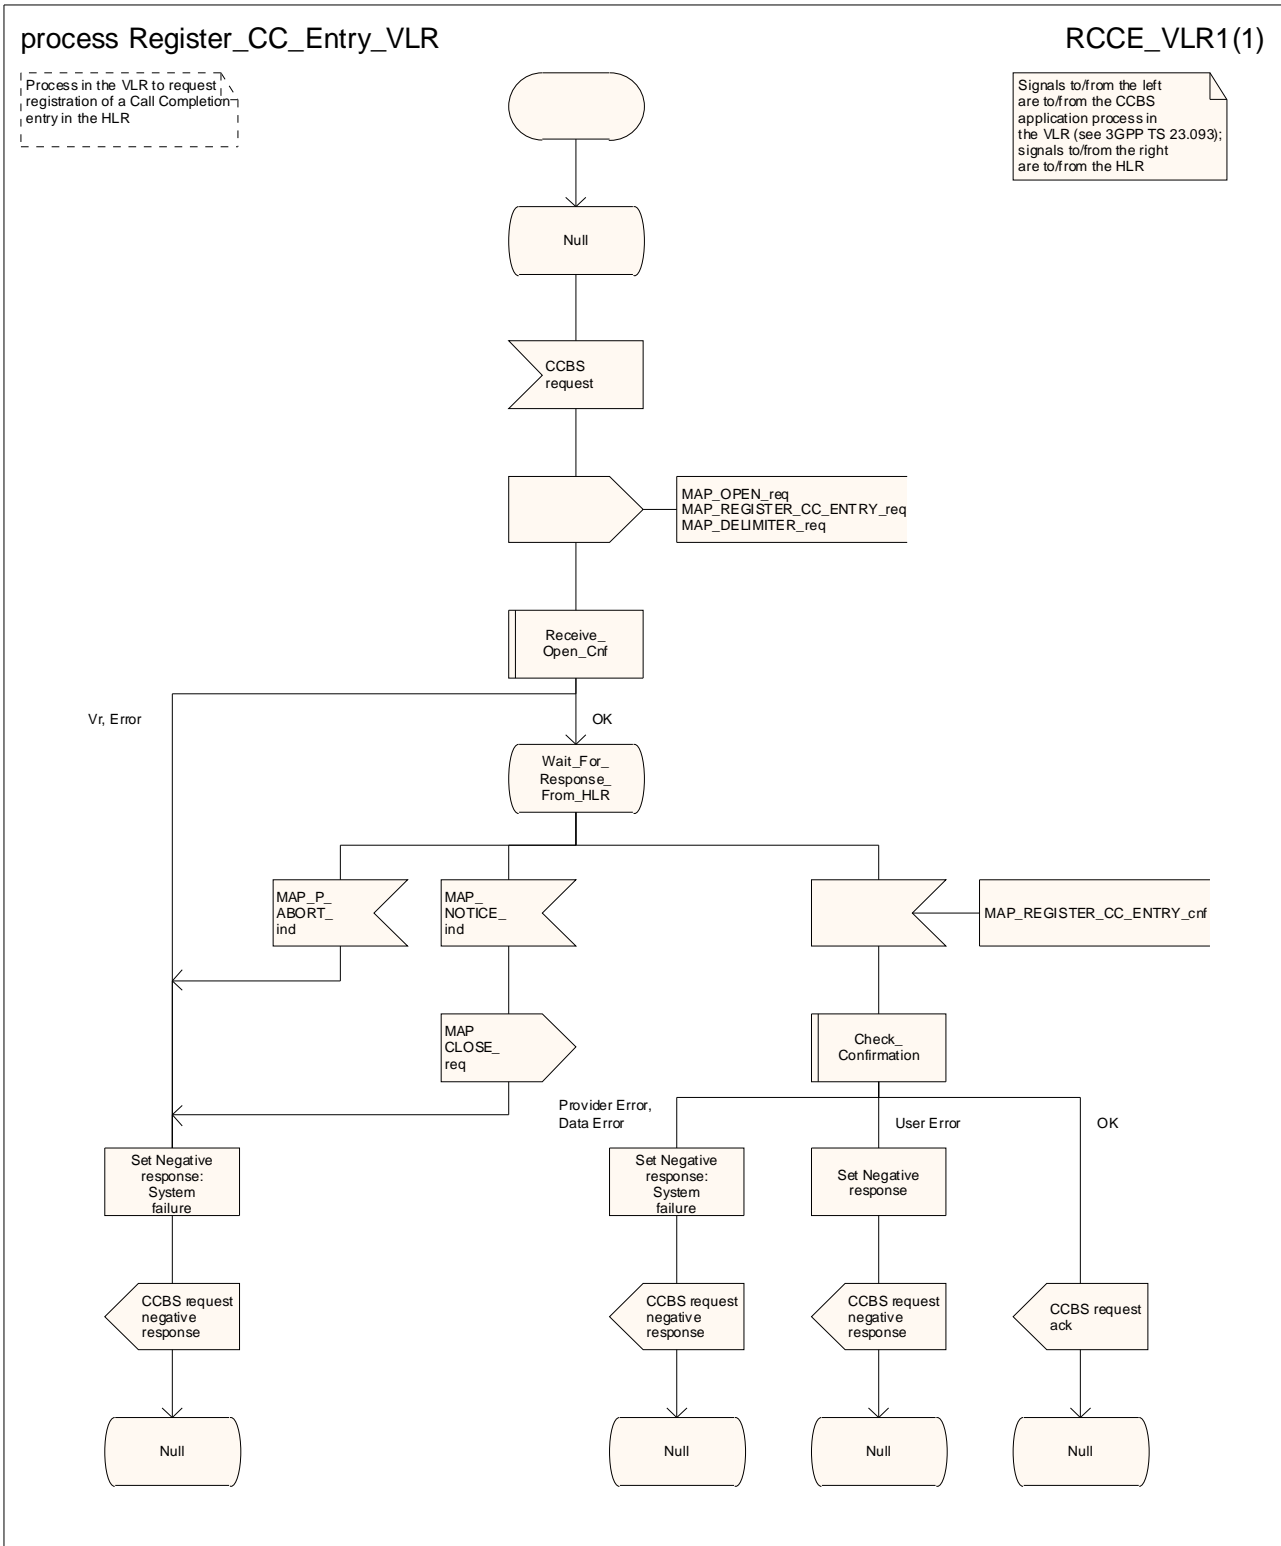 process Register_CC_Entry_VLR
RCCE_VLR1(1)
Process in the VLR to request
registration of a Call Completion
entry in the HLR
Signals to/from the left
are to/from the CCBS
application process in
the VLR (see 3GPP TS 23.093);
signals to/from the right
are to/from the HLR
Null
CCBS
request
MAP_OPEN_req
MAP_REGISTER_CC_ENTRY_req
MAP_DELIMITER_req
Receive_
Open_Cnf
Vr, Error
OK
Wait_For_
Response_
From_HLR
MAP_P_
ABORT_
ind
MAP_
NOTICE_
ind
MAP_REGISTER_CC_ENTRY_cnf
MAP
CLOSE_
req
Check_
Confirmation
Provider Error,
Data Error
User Error
OK
Set Negative
response:
System
failure
Set Negative
response:
System
failure
Set Negative
response
CCBS request
negative
response
CCBS request
negative
response
CCBS request
negative
response
CCBS request
ack
Null
Null
Null
Null